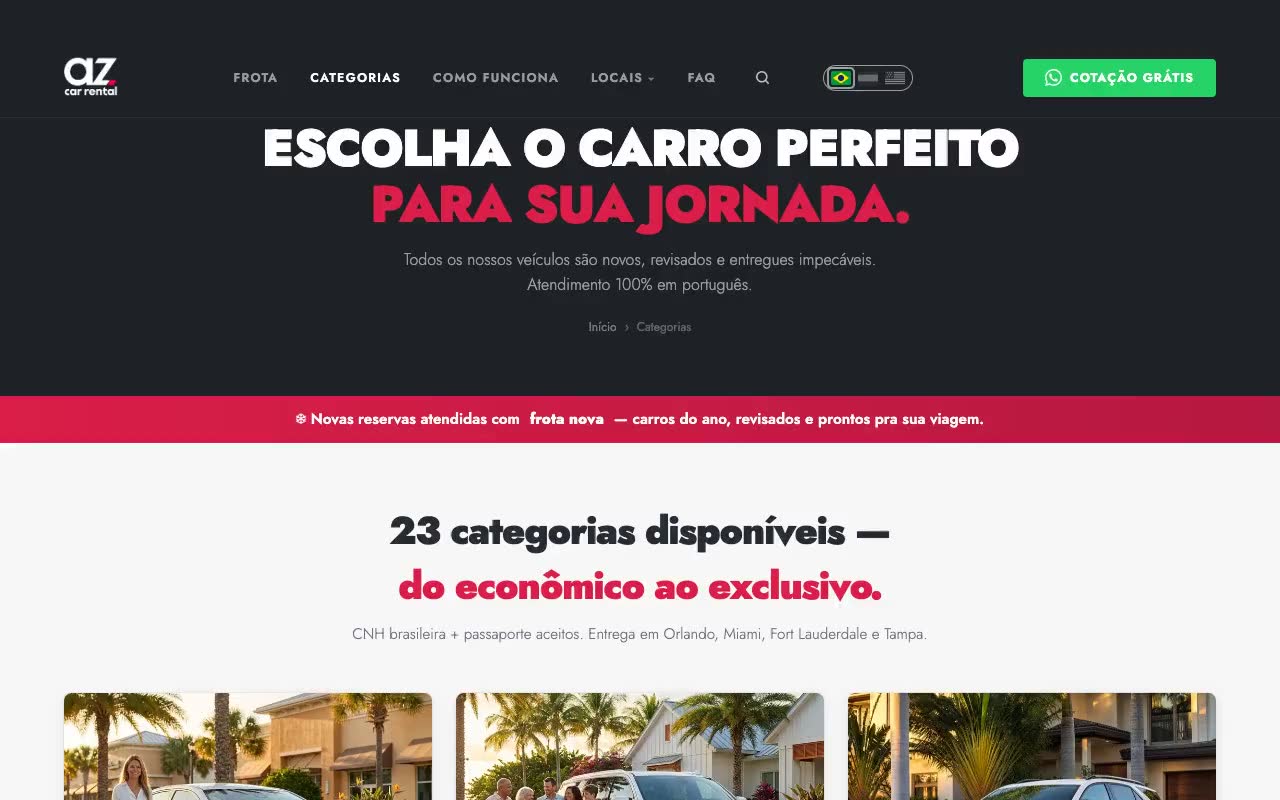 az.
car rental
FROTA
CATEGORIAS
COMO FUNCIONA
LOCAIS
FAQ
COTAÇÃO GRÁTIS
ESCOLHA O CARRO PERFEITO
PARA SUA JORNADA.
Todos os nossos veículos são novos, revisados e entregues impecáveis.
Atendimento 100% em português.
Início › Categorias
❄ Novas reservas atendidas com frota nova — carros do ano, revisados e prontos pra sua viagem.
23 categorias disponíveis —
do econômico ao exclusivo.
CNH brasileira + passaporte aceitos. Entrega em Orlando, Miami, Fort Lauderdale e Tampa.